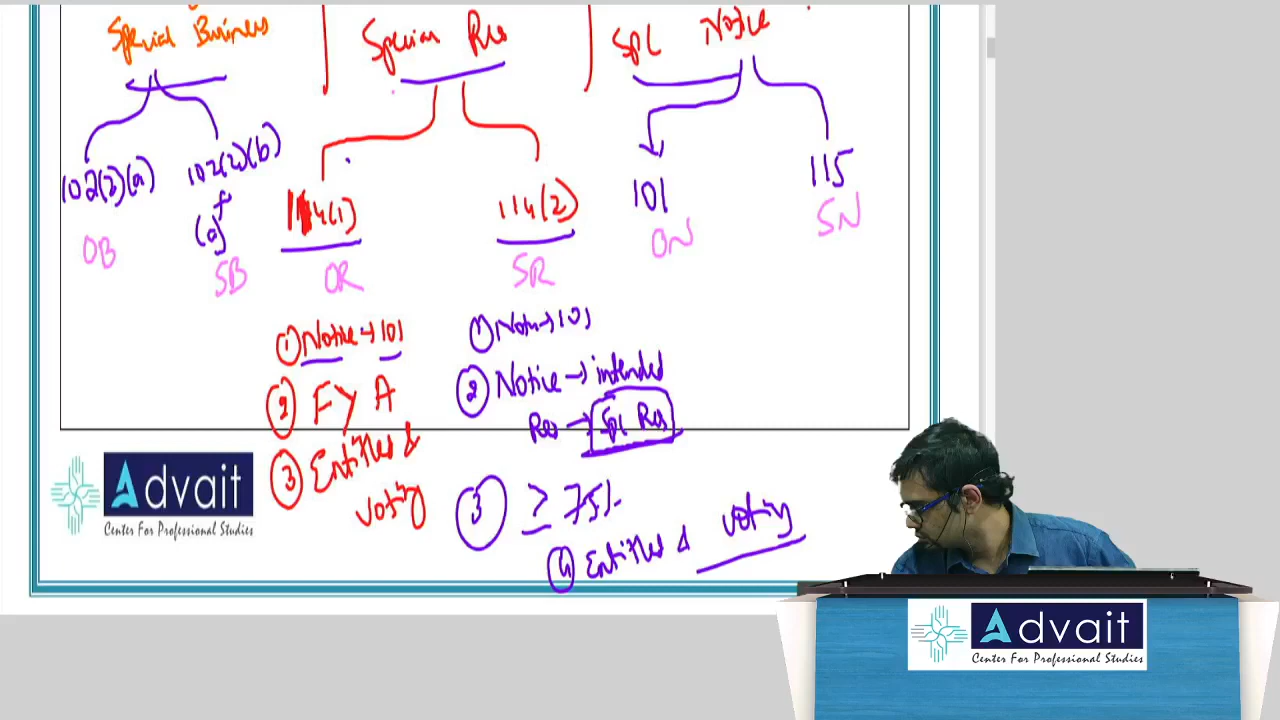 Special Business
Special Res
Spl Notice
102(2)(a)
102(2)(b)
(a)
OB
SB
114(1)
OR
114(2)
SR
101
ON
115
SN
① Notice → 101
② F > A
③ Entitled &
voting
① Notice → 101
② Notice → intended
Res → Spl Res
③ ≥ 75%
④ Entitled & voting
Advait
Center For Professional Studies
Advait
Center For Professional Studies